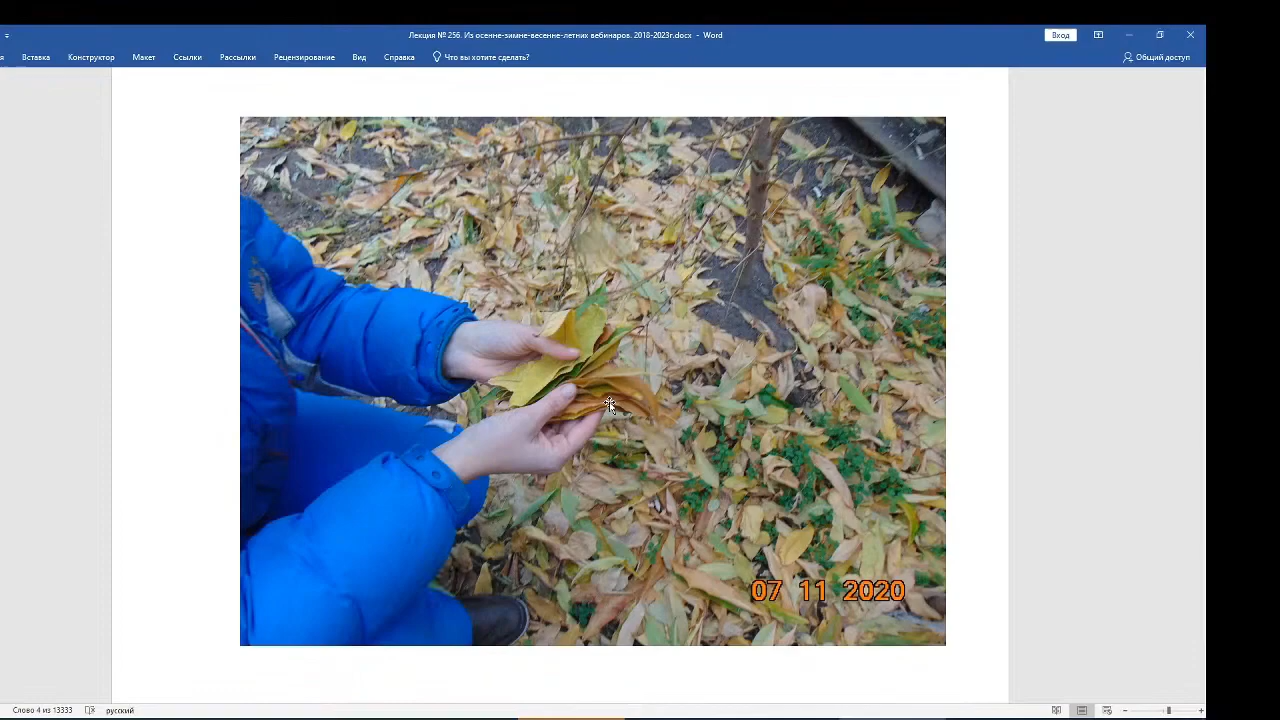 Лекция № 256. Из осенне-зимне-весенне-летних вебинаров. 2018-2023г.docx - Word
Вход
Вставка Конструктор Макет Ссылки Рассылки Рецензирование Вид Справка Что вы хотите сделать? Общий доступ
07 11 2020
Слово 4 из 13333 русский